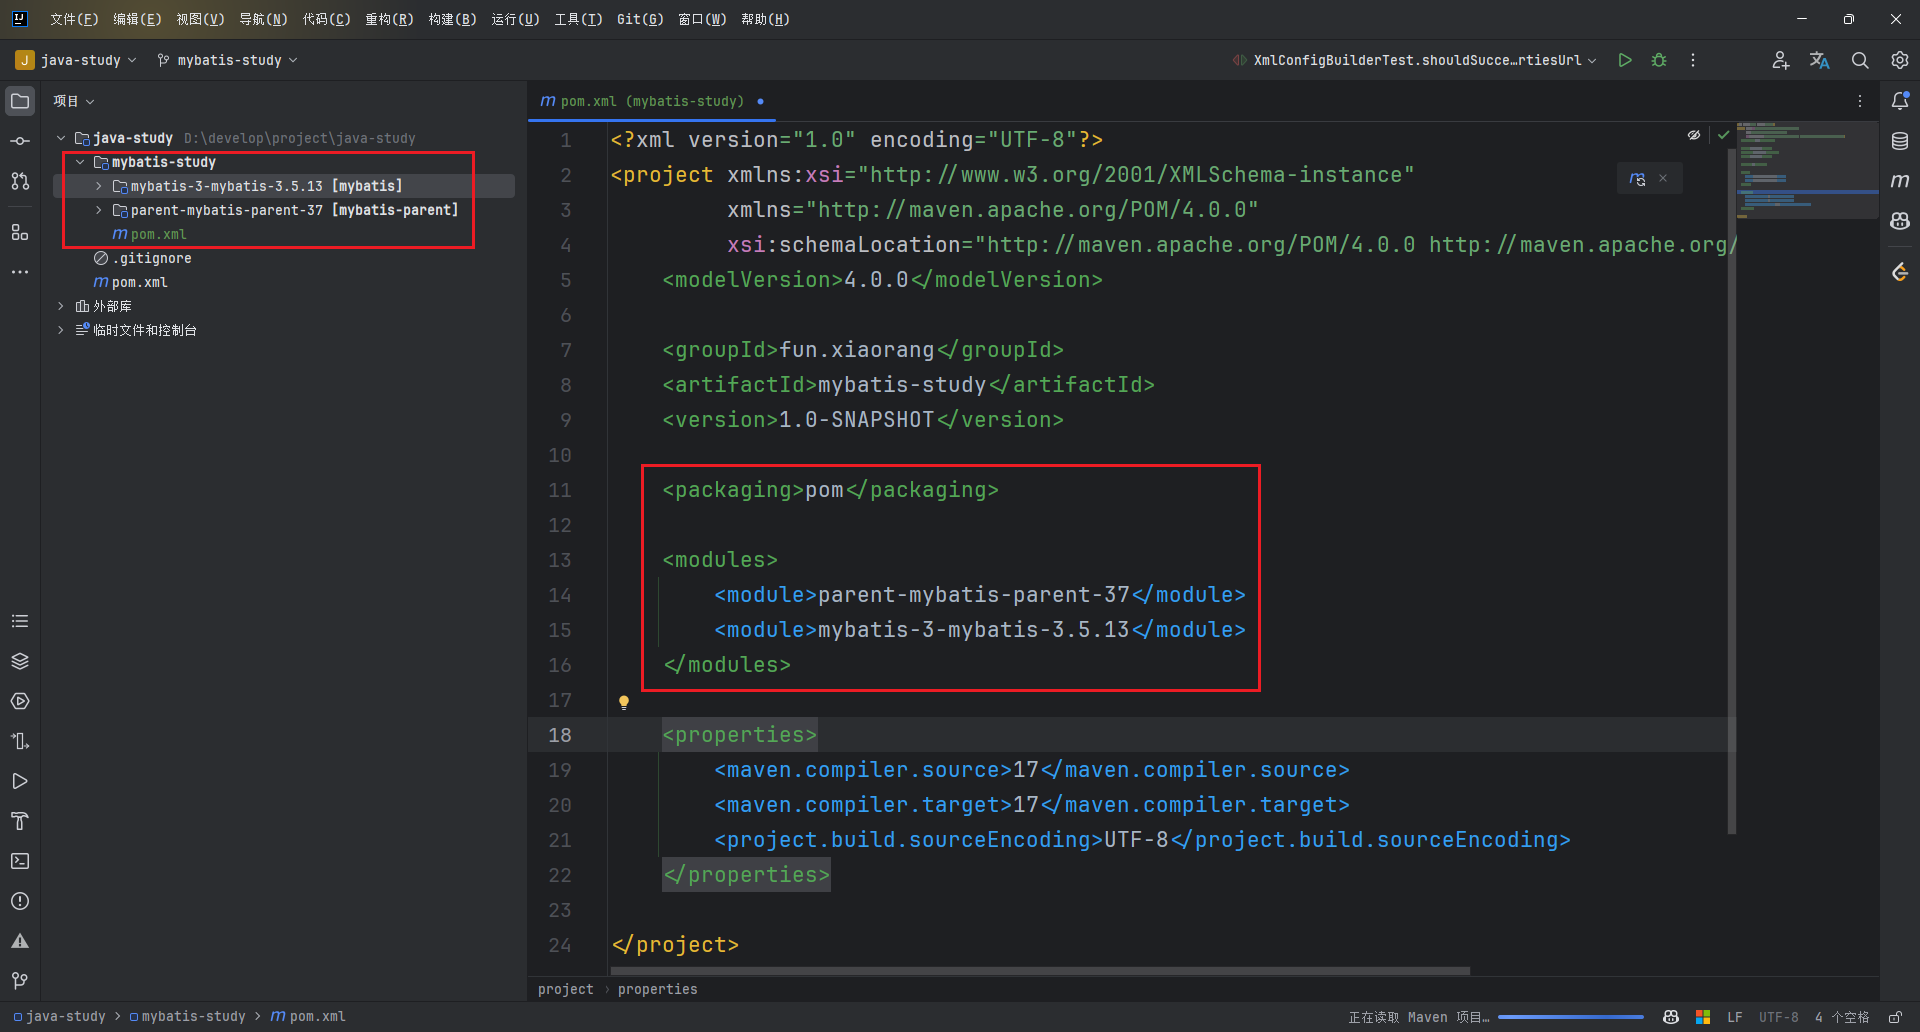 文件(F) 编辑(E) 视图(V) 导航(N) 代码(C) 重构(R) 构建(B) 运行(U) 工具(T) Git(G) 窗口(W) 帮助(H)
J java-study mybatis-study XmlConfigBuilderTest.shouldSucce…rtiesUrl
项目
java-study D:\develop\project\java-study
mybatis-study
mybatis-3-mybatis-3.5.13 [mybatis]
parent-mybatis-parent-37 [mybatis-parent]
pom.xml
.gitignore
pom.xml
外部库
临时文件和控制台
pom.xml (mybatis-study)
1 <?xml version="1.0" encoding="UTF-8"?>
2 <project xmlns:xsi="http://www.w3.org/2001/XMLSchema-instance"
3 xmlns="http://maven.apache.org/POM/4.0.0"
4 xsi:schemaLocation="http://maven.apache.org/POM/4.0.0 http://maven.apache.org/
5 <modelVersion>4.0.0</modelVersion>
6
7 <groupId>fun.xiaorang</groupId>
8 <artifactId>mybatis-study</artifactId>
9 <version>1.0-SNAPSHOT</version>
10
11 <packaging>pom</packaging>
12
13 <modules>
14 <module>parent-mybatis-parent-37</module>
15 <module>mybatis-3-mybatis-3.5.13</module>
16 </modules>
17
18 <properties>
19 <maven.compiler.source>17</maven.compiler.source>
20 <maven.compiler.target>17</maven.compiler.target>
21 <project.build.sourceEncoding>UTF-8</project.build.sourceEncoding>
22 </properties>
23
24 </project>
project › properties
java-study > mybatis-study > pom.xml
正在读取 Maven 项目… LF UTF-8 4 个空格